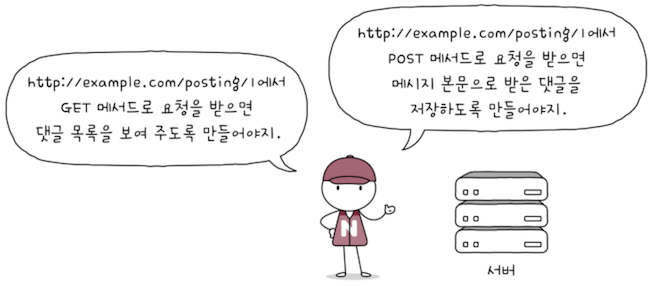 http://example.com/posting/1에서
GET 메서드로 요청을 받으면
댓글 목록을 보여 주도록 만들어야지.
http://example.com/posting/1에서
POST 메서드로 요청을 받으면
메시지 본문으로 받은 댓글을
저장하도록 만들어야지.
N
서버